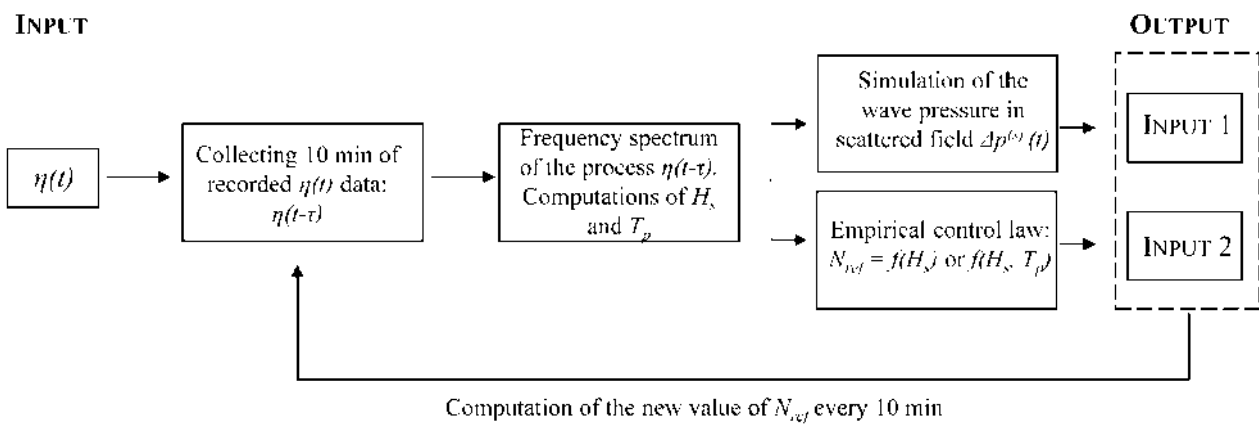 INPUT
OUTPUT
η(t)
Collecting 10 min of
recorded η(t) data:
η(t-τ)
Frequency spectrum
of the process η(t-τ).
Computations of Hs
and Tp
Simulation of the
wave pressure in
scattered field Δp⁽ˢ⁾(t)
Empirical control law:
Nref = f(Hs) or f(Hs, Tp)
INPUT 1
INPUT 2
Computation of the new value of Nref every 10 min